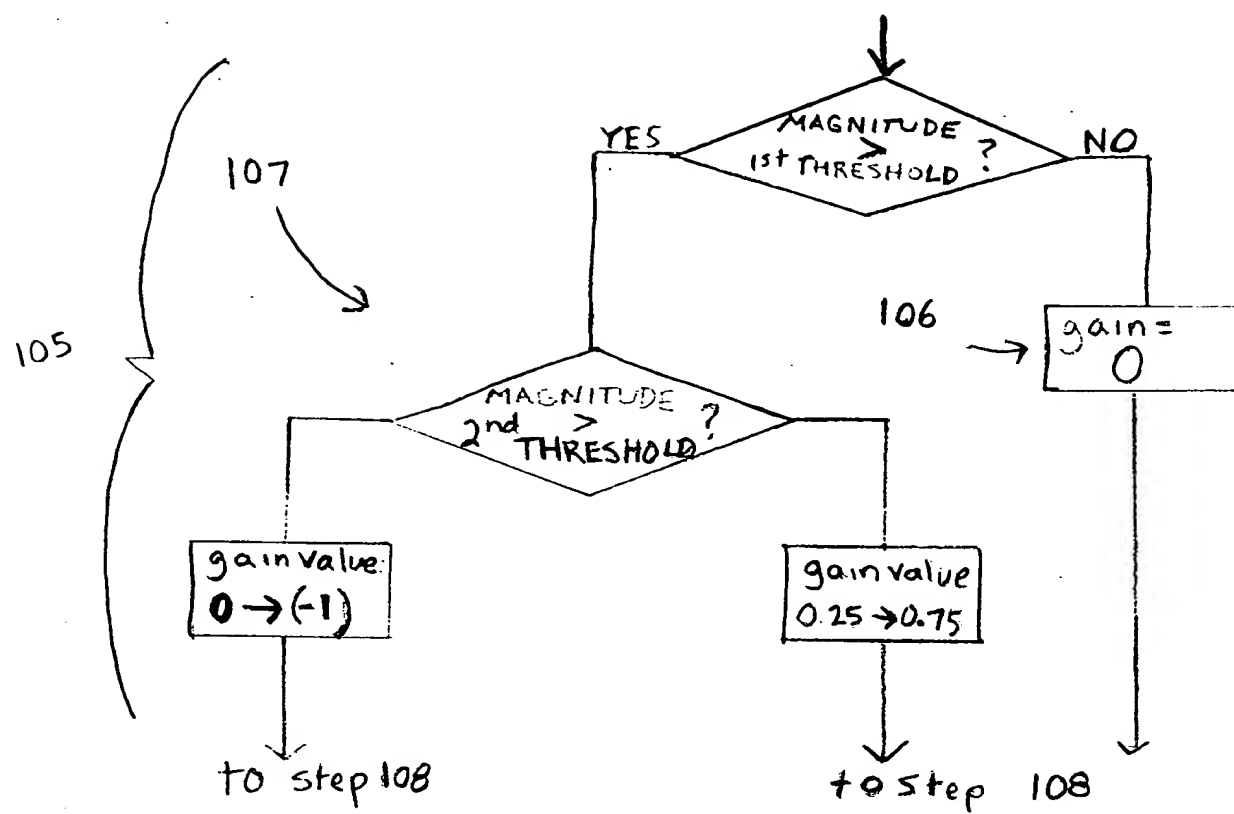 MAGNITUDE
>
1st THRESHOLD ?
YES
NO
107
106
gain =
0
105
MAGNITUDE
>
2nd THRESHOLD ?
gain value:
0 → (-1)
gain value
0.25 → 0.75
to step 108
to step 108